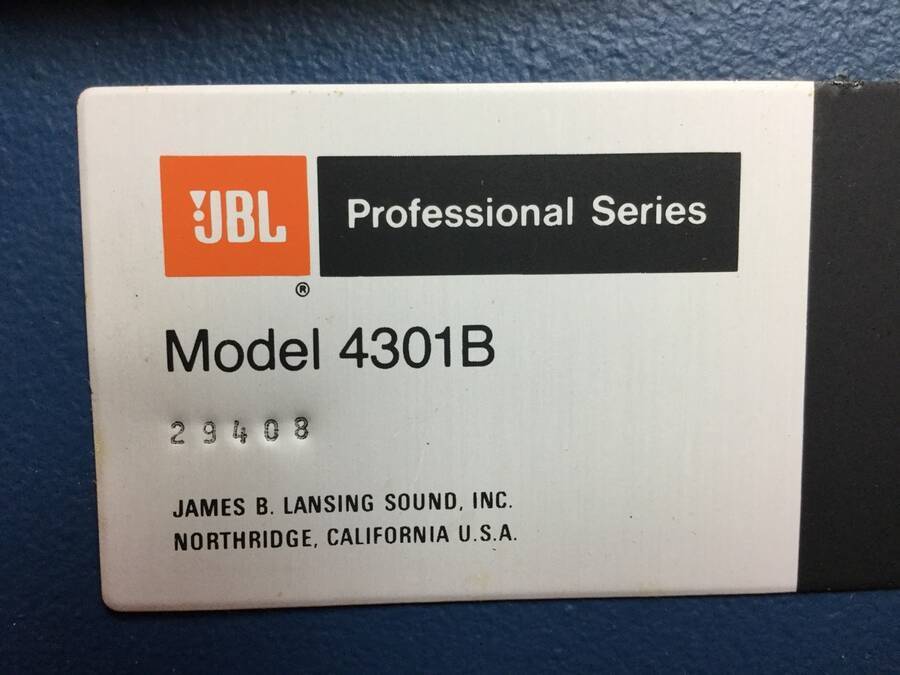 JBL Professional Series
®
Model 4301B
29408
JAMES B. LANSING SOUND, INC.
NORTHRIDGE, CALIFORNIA U.S.A.